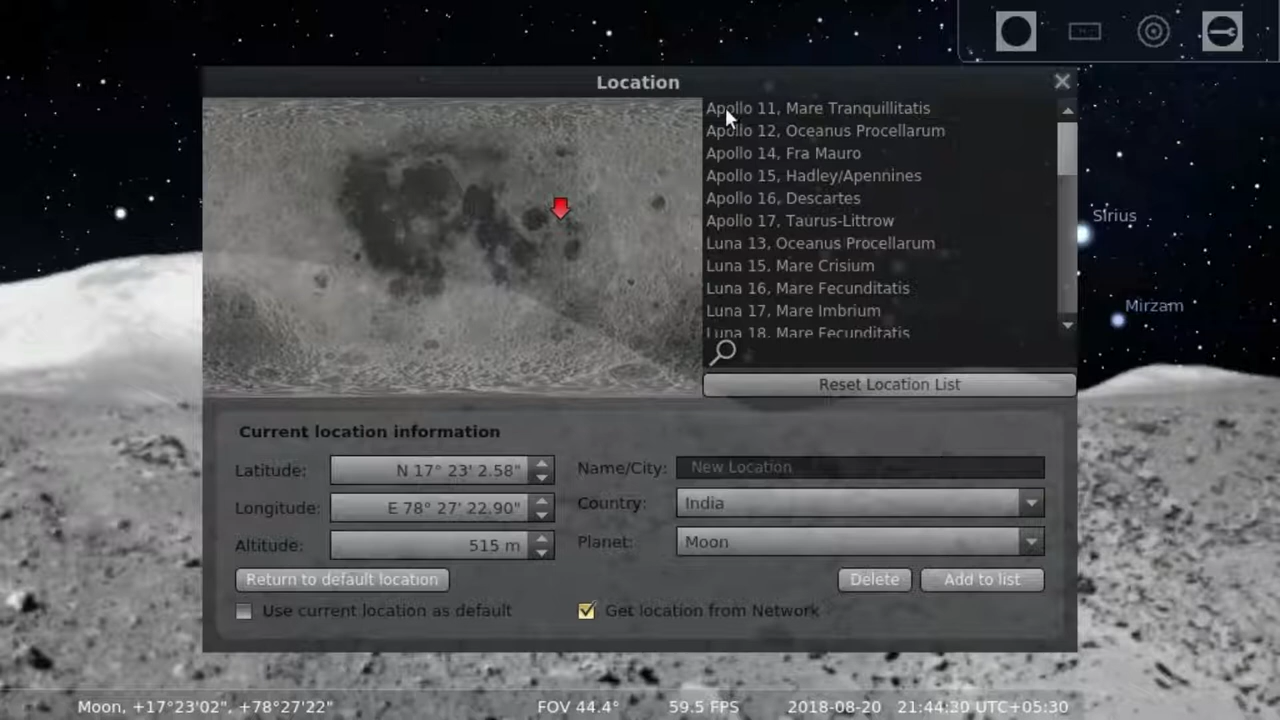 Location
Apollo 11, Mare Tranquillitatis
Apollo 12, Oceanus Procellarum
Apollo 14, Fra Mauro
Apollo 15, Hadley/Apennines
Apollo 16, Descartes
Apollo 17, Taurus-Littrow
Luna 13, Oceanus Procellarum
Luna 15, Mare Crisium
Luna 16, Mare Fecunditatis
Luna 17, Mare Imbrium
Luna 18, Mare Fecunditatis
Sirius
Mirzam
Reset Location List
Current location information
Latitude: N 17° 23' 2.58"
Name/City: New Location
Longitude: E 78° 27' 22.90"
Country: India
Altitude: 515 m
Planet: Moon
Return to default location
Delete
Add to list
Use current location as default
Get location from Network
Moon, +17°23'02", +78°27'22" FOV 44.4° 59.5 FPS 2018-08-20 21:44:20 UTC+05:30